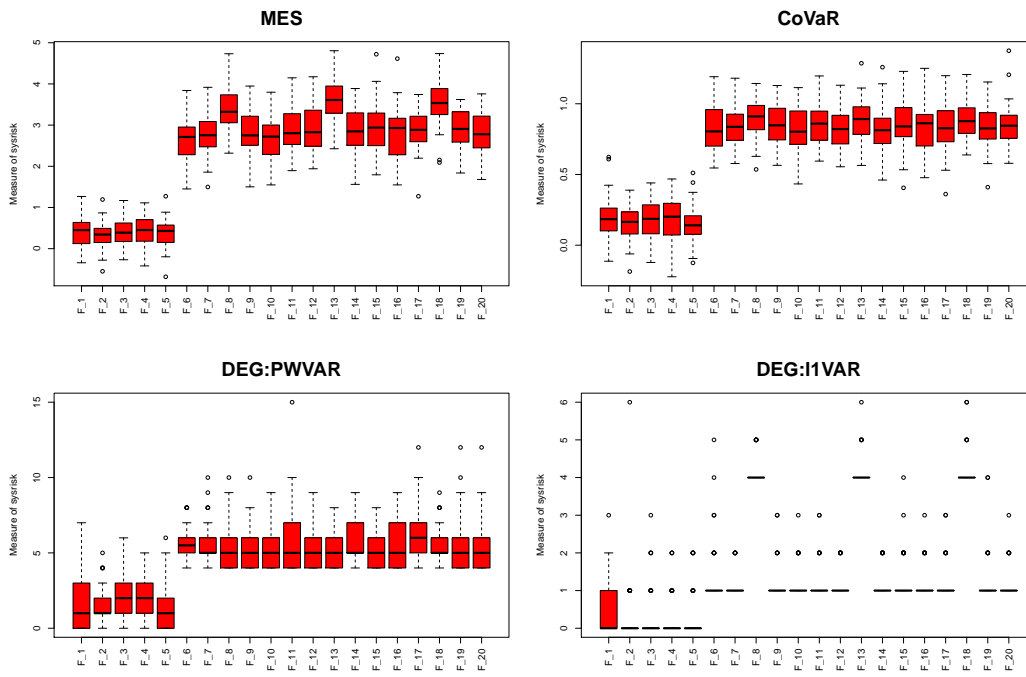 MES
CoVaR
Measure of sysrisk
0 1 2 3 4 5
F_1 F_2 F_3 F_4 F_5 F_6 F_7 F_8 F_9 F_10 F_11 F_12 F_13 F_14 F_15 F_16 F_17 F_18 F_19 F_20
Measure of sysrisk
0.0 0.5 1.0
F_1 F_2 F_3 F_4 F_5 F_6 F_7 F_8 F_9 F_10 F_11 F_12 F_13 F_14 F_15 F_16 F_17 F_18 F_19 F_20
DEG:PWVAR
DEG:l1VAR
Measure of sysrisk
0 5 10 15
F_1 F_2 F_3 F_4 F_5 F_6 F_7 F_8 F_9 F_10 F_11 F_12 F_13 F_14 F_15 F_16 F_17 F_18 F_19 F_20
Measure of sysrisk
0 1 2 3 4 5 6
F_1 F_2 F_3 F_4 F_5 F_6 F_7 F_8 F_9 F_10 F_11 F_12 F_13 F_14 F_15 F_16 F_17 F_18 F_19 F_20